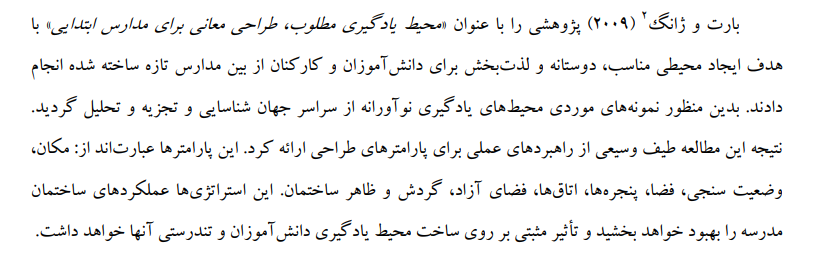 بارت و ژانگ۲ (۲۰۰۹) پژوهشی را با عنوان «محیط یادگیری مطلوب، طراحی معانی برای مدارس ابتدایی» با
هدف ایجاد محیطی مناسب، دوستانه و لذت‌بخش برای دانش‌آموزان و کارکنان از بین مدارس تازه ساخته شده انجام
دادند. بدین منظور نمونه‌های موردی محیط‌های یادگیری نوآورانه از سراسر جهان شناسایی و تجزیه و تحلیل گردید.
نتیجه این مطالعه طیف وسیعی از راهبردهای عملی برای پارامترهای طراحی ارائه کرد. این پارامترها عبارت‌اند از: مکان،
وضعیت سنجی، فضا، پنجره‌ها، اتاق‌ها، فضای آزاد، گردش و ظاهر ساختمان. این استراتژی‌ها عملکردهای ساختمان
مدرسه را بهبود خواهد بخشید و تأثیر مثبتی بر روی ساخت محیط یادگیری دانش‌آموزان و تندرستی آنها خواهد داشت.